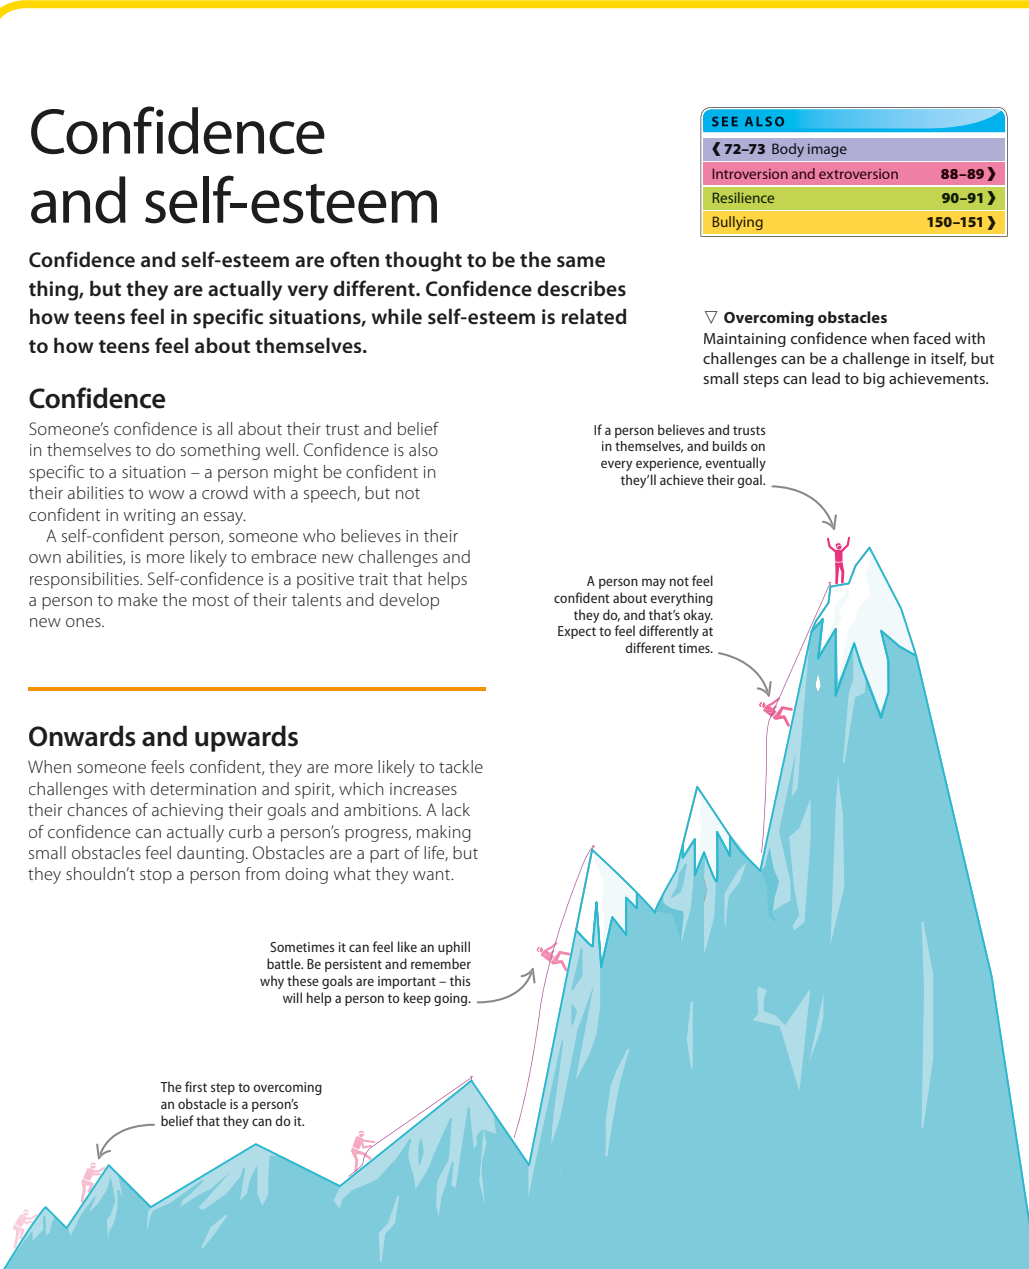 Confidence
and self-esteem
Confidence and self-esteem are often thought to be the same
thing, but they are actually very different. Confidence describes
how teens feel in specific situations, while self-esteem is related
to how teens feel about themselves.
SEE ALSO
❰ 72–73 Body image
Introversion and extroversion 88–89 ❱
Resilience 90–91 ❱
Bullying 150–151 ❱
Confidence
Someone’s confidence is all about their trust and belief
in themselves to do something well. Confidence is also
specific to a situation – a person might be confident in
their abilities to wow a crowd with a speech, but not
confident in writing an essay.
A self-confident person, someone who believes in their
own abilities, is more likely to embrace new challenges and
responsibilities. Self-confidence is a positive trait that helps
a person to make the most of their talents and develop
new ones.
Onwards and upwards
When someone feels confident, they are more likely to tackle
challenges with determination and spirit, which increases
their chances of achieving their goals and ambitions. A lack
of confidence can actually curb a person’s progress, making
small obstacles feel daunting. Obstacles are a part of life, but
they shouldn’t stop a person from doing what they want.
▽ Overcoming obstacles
Maintaining confidence when faced with
challenges can be a challenge in itself, but
small steps can lead to big achievements.
If a person believes and trusts
in themselves, and builds on
every experience, eventually
they’ll achieve their goal.
A person may not feel
confident about everything
they do, and that’s okay.
Expect to feel differently at
different times.
Sometimes it can feel like an uphill
battle. Be persistent and remember
why these goals are important – this
will help a person to keep going.
The first step to overcoming
an obstacle is a person’s
belief that they can do it.